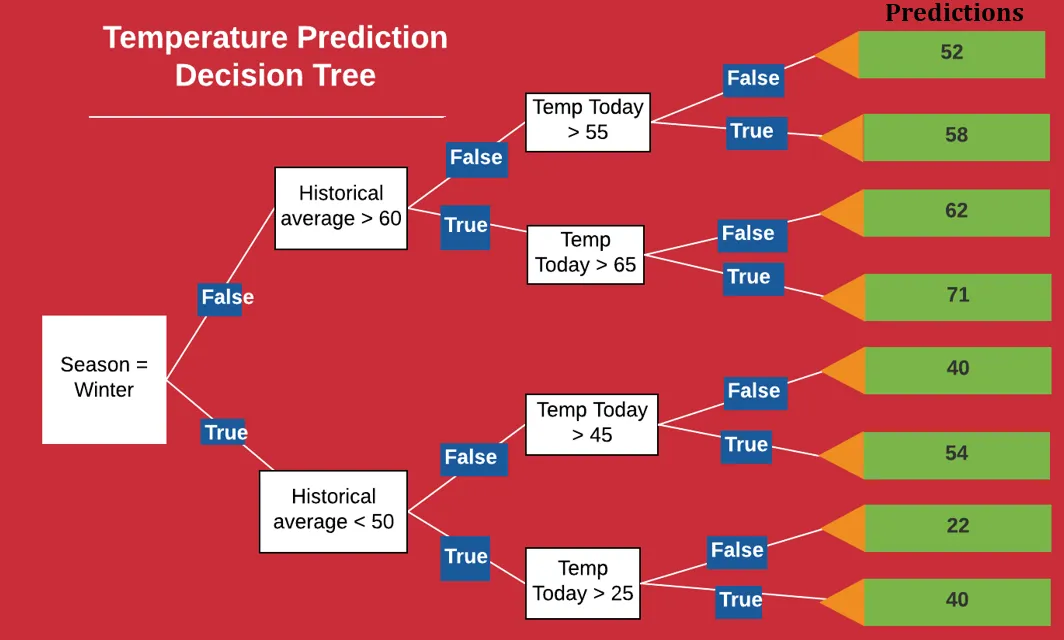 Predictions
Temperature Prediction
Decision Tree
52
False
Temp Today
> 55
True
58
False
Historical
average > 60
62
True
Temp
Today > 65
False
True
71
False
Season =
Winter
40
False
Temp Today
> 45
True
True
54
False
Historical
average < 50
22
True
False
Temp
Today > 25
True
40